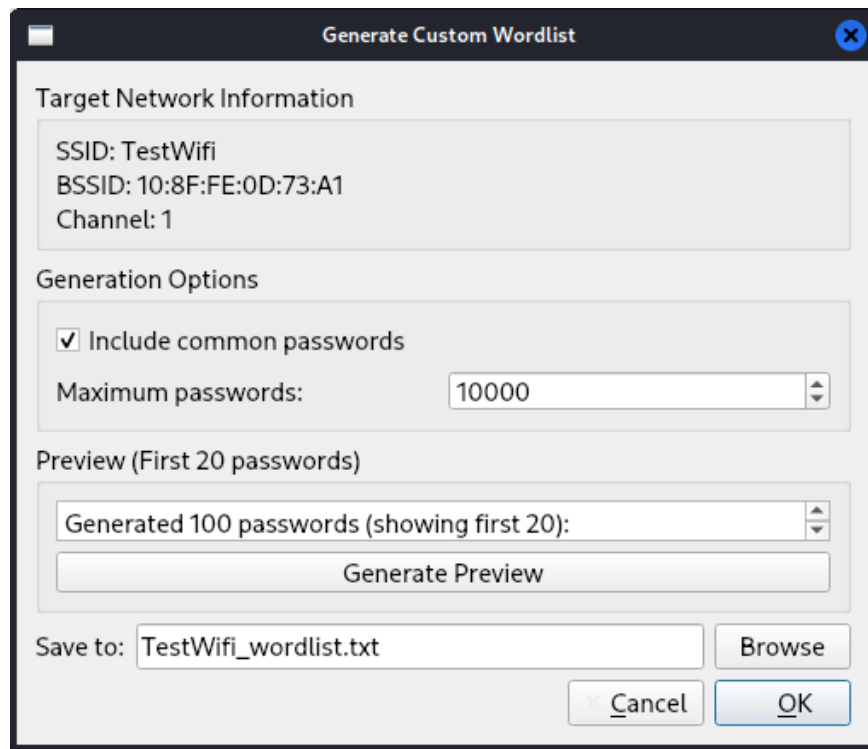 Generate Custom Wordlist
Target Network Information
SSID: TestWifi
BSSID: 10:8F:FE:0D:73:A1
Channel: 1
Generation Options
Include common passwords
Maximum passwords: 10000
Preview (First 20 passwords)
Generated 100 passwords (showing first 20):
Generate Preview
Save to: TestWifi_wordlist.txt Browse
Cancel OK